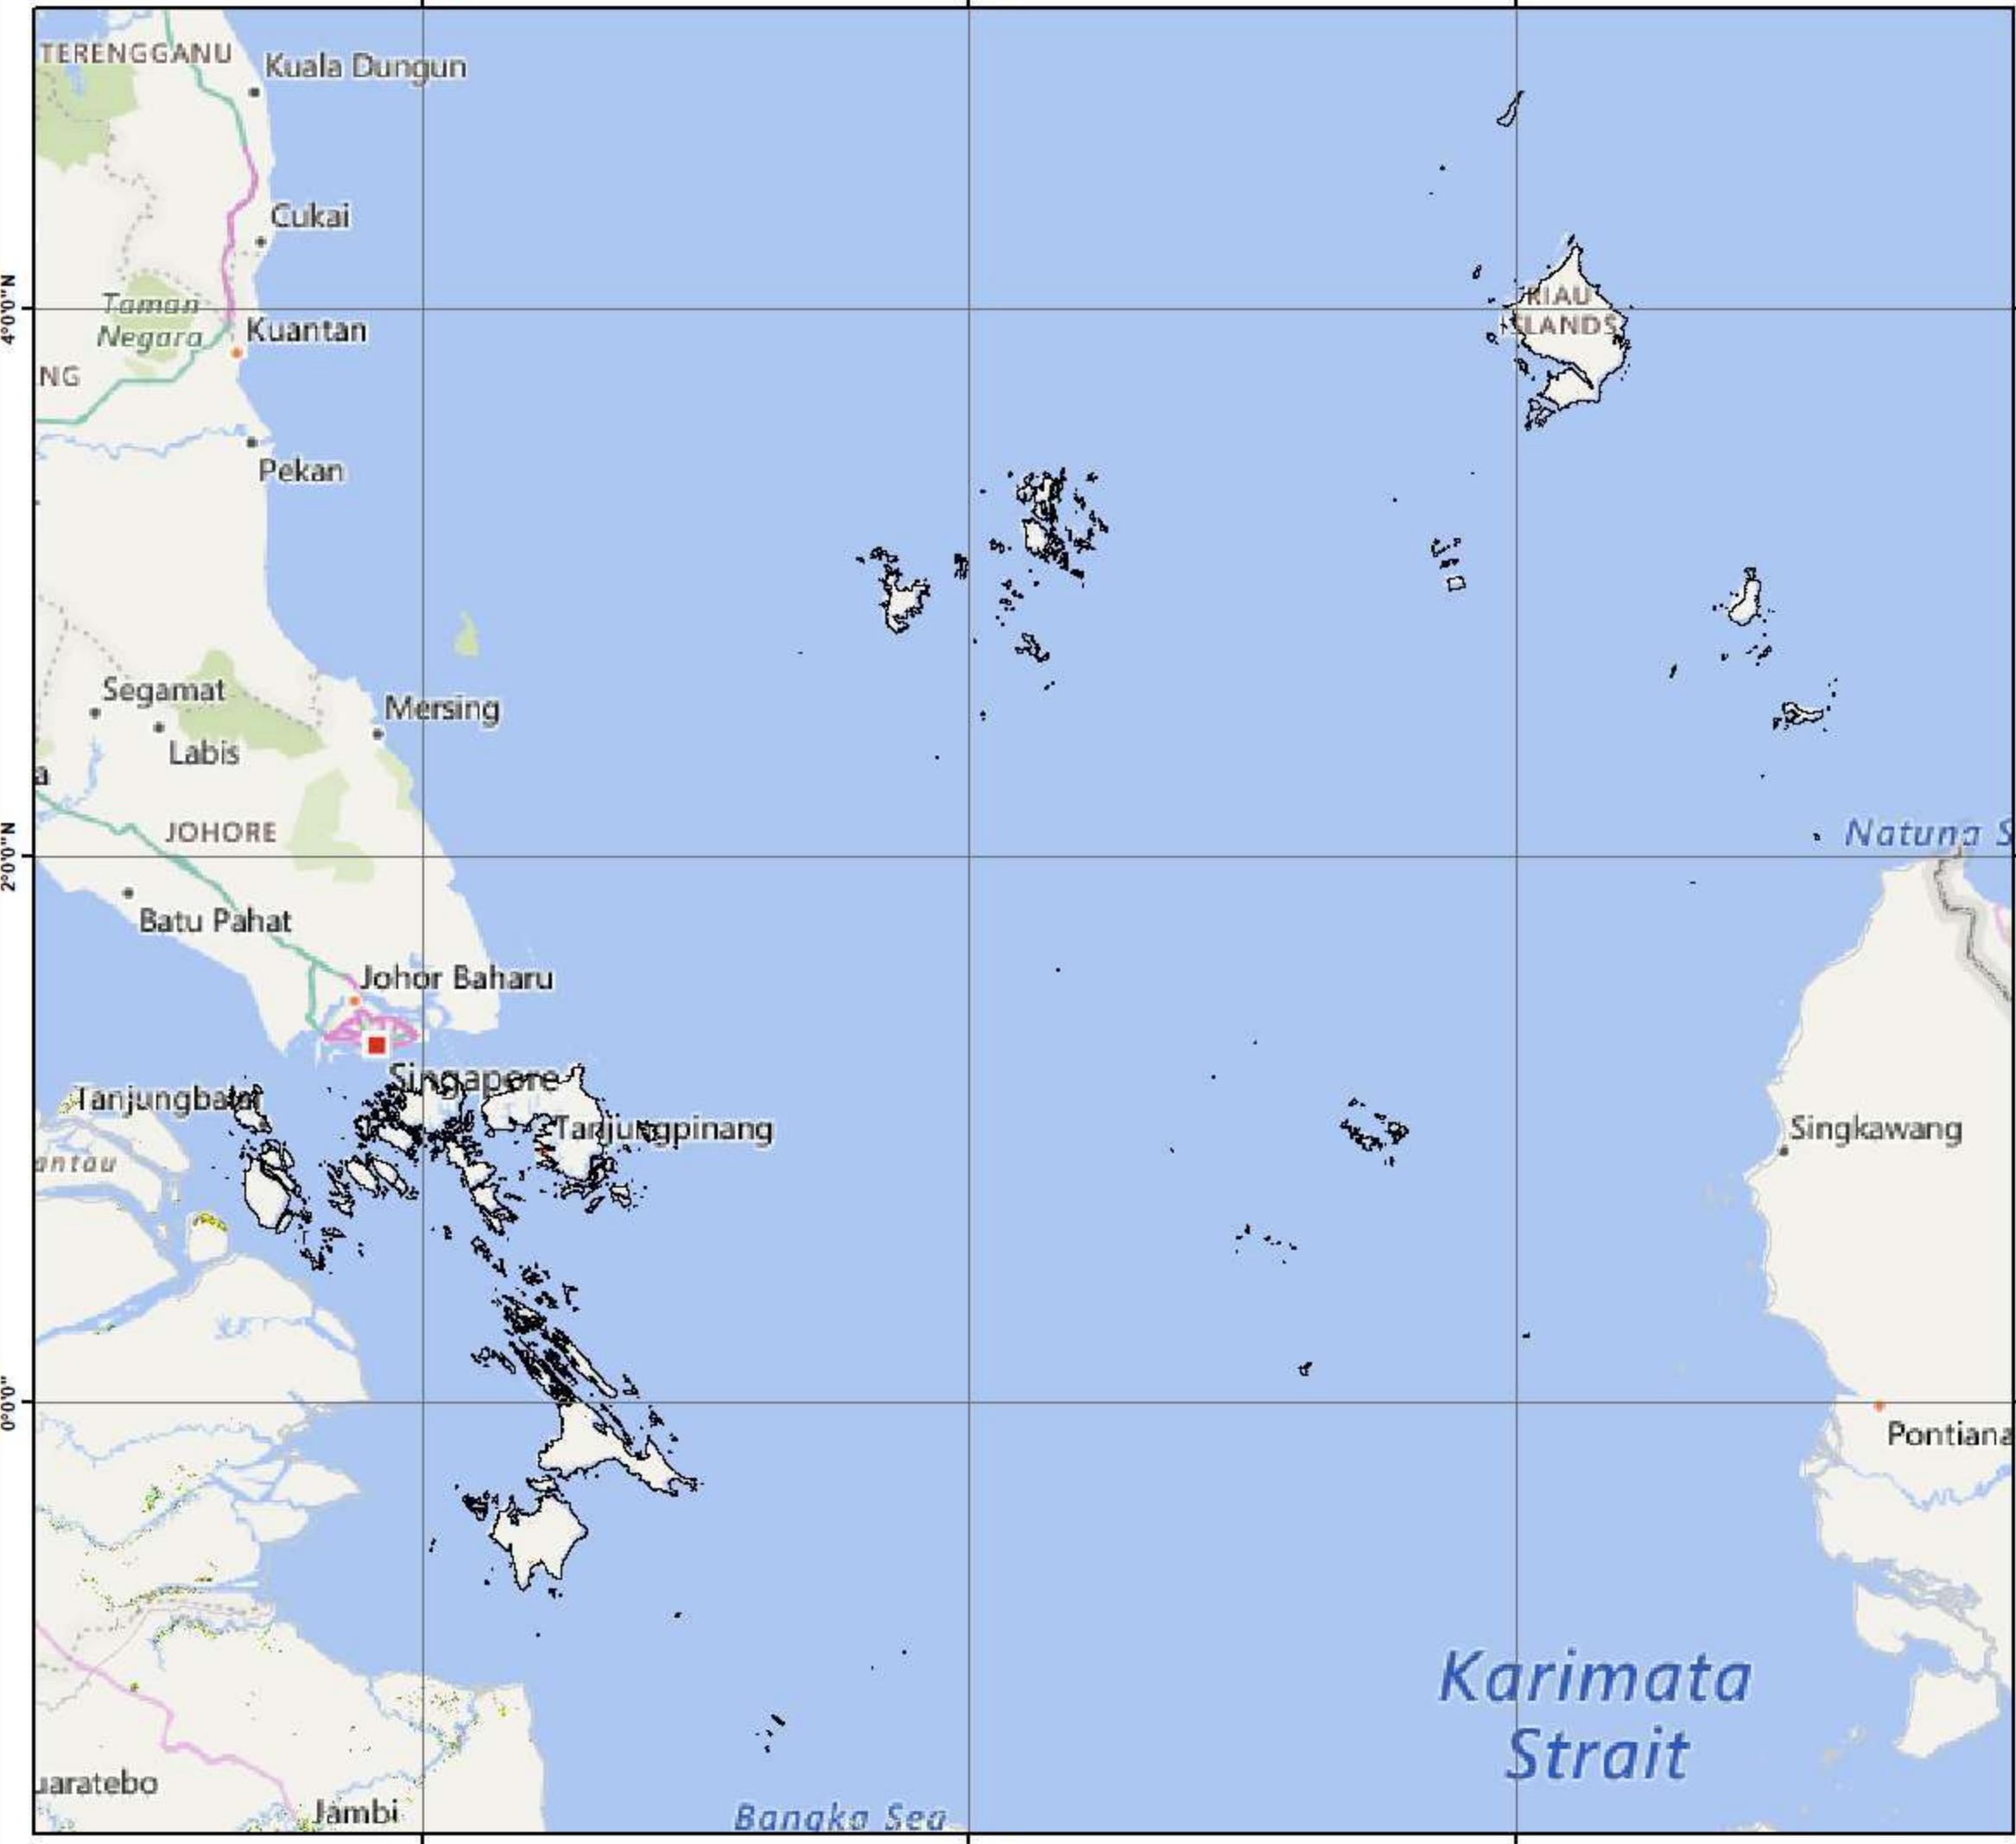 TERENGGANU
Kuala Dungun
Cukai
4°0'0"N
Taman
Negara
RIAU
ISLANDS
Kuantan
NG
Pekan
Segamat
Mersing
Labis
a
JOHORE
2°0'0"N
Natuna S
Batu Pahat
Johor Baharu
Singapore
Tanjungbalai
Tanjungpinang
Singkawang
antau
0°0'0"
Pontiana
Karimata
Strait
uaratebo
Jambi
Bangka Sea